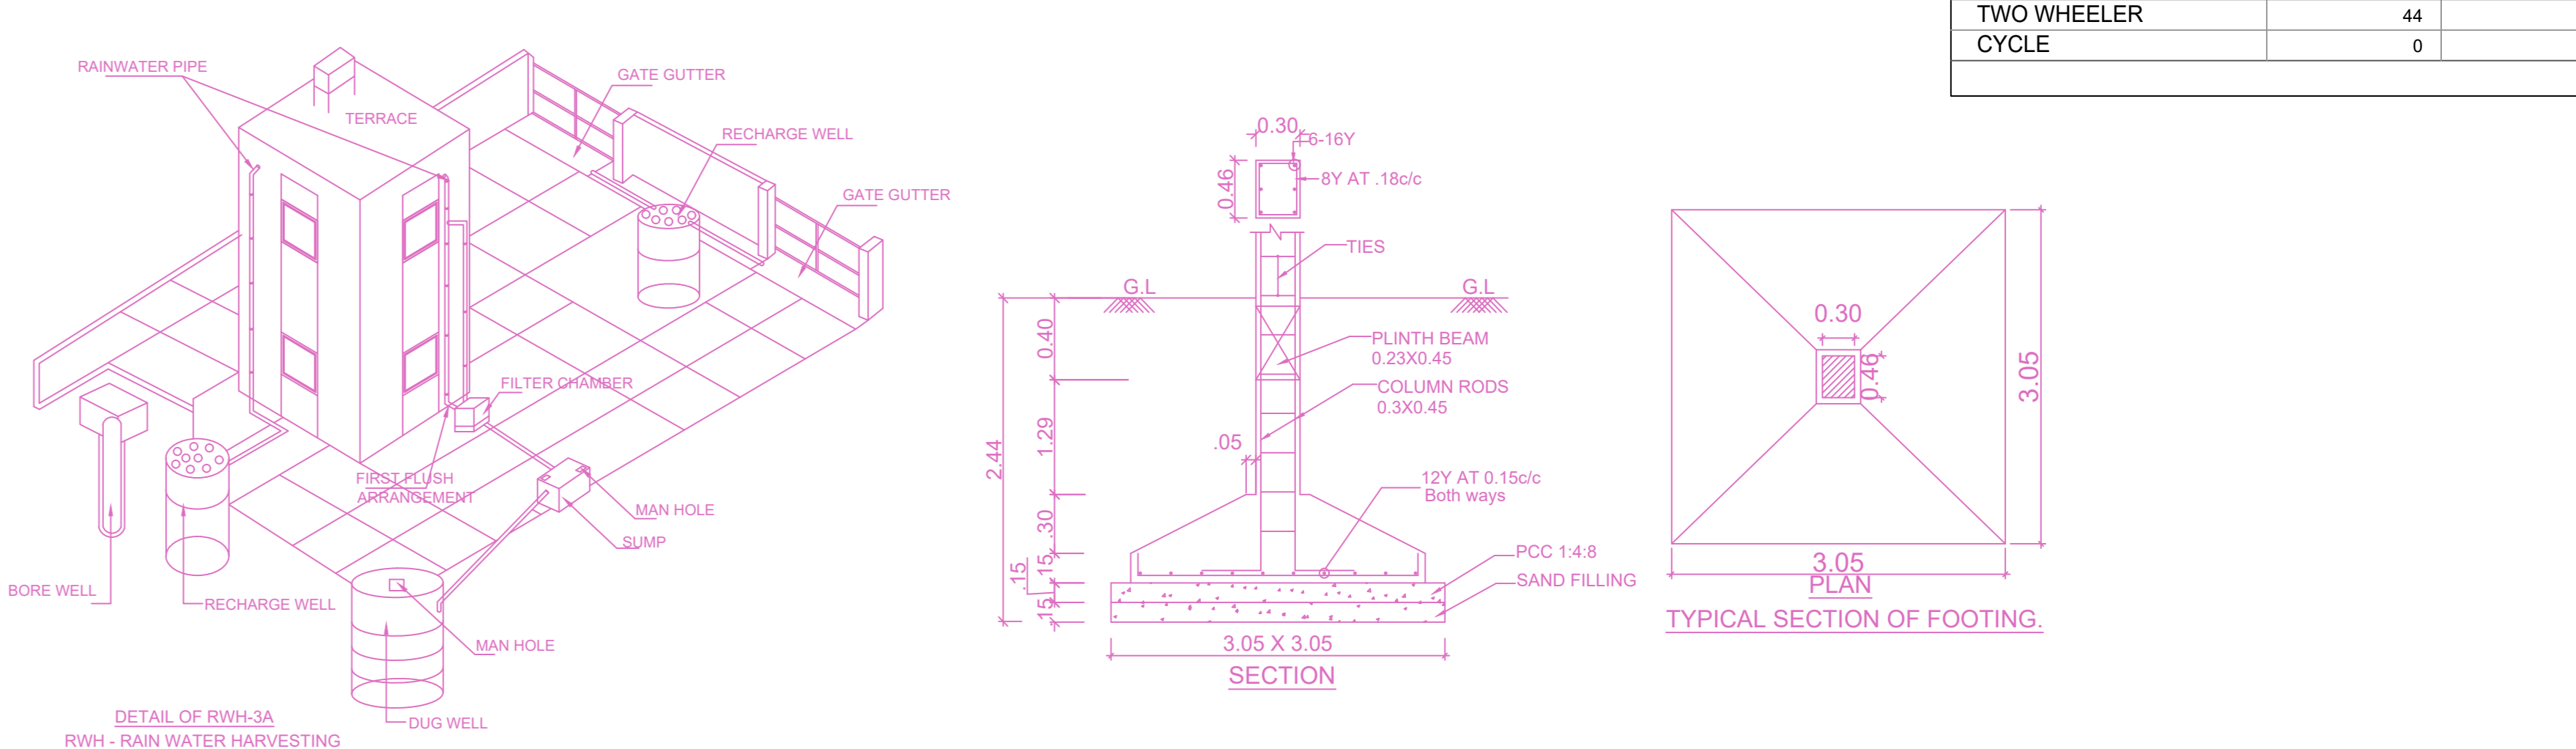 TWO WHEELER 44
CYCLE 0
RAINWATER PIPE
GATE GUTTER
TERRACE
RECHARGE WELL
GATE GUTTER
FILTER CHAMBER
FIRST FLUSH
ARRANGEMENT
MAN HOLE
SUMP
BORE WELL
RECHARGE WELL
MAN HOLE
DUG WELL
DETAIL OF RWH-3A
RWH - RAIN WATER HARVESTING
0.30
6-16Y
0.46
8Y AT .18c/c
TIES
G.L
G.L
0.40
PLINTH BEAM
0.23X0.45
COLUMN RODS
0.3X0.45
1.29
2.44
.05
12Y AT 0.15c/c
Both ways
.30
.15
.15
.15
PCC 1:4:8
SAND FILLING
3.05 X 3.05
SECTION
0.30
0.46
3.05
3.05
PLAN
TYPICAL SECTION OF FOOTING.